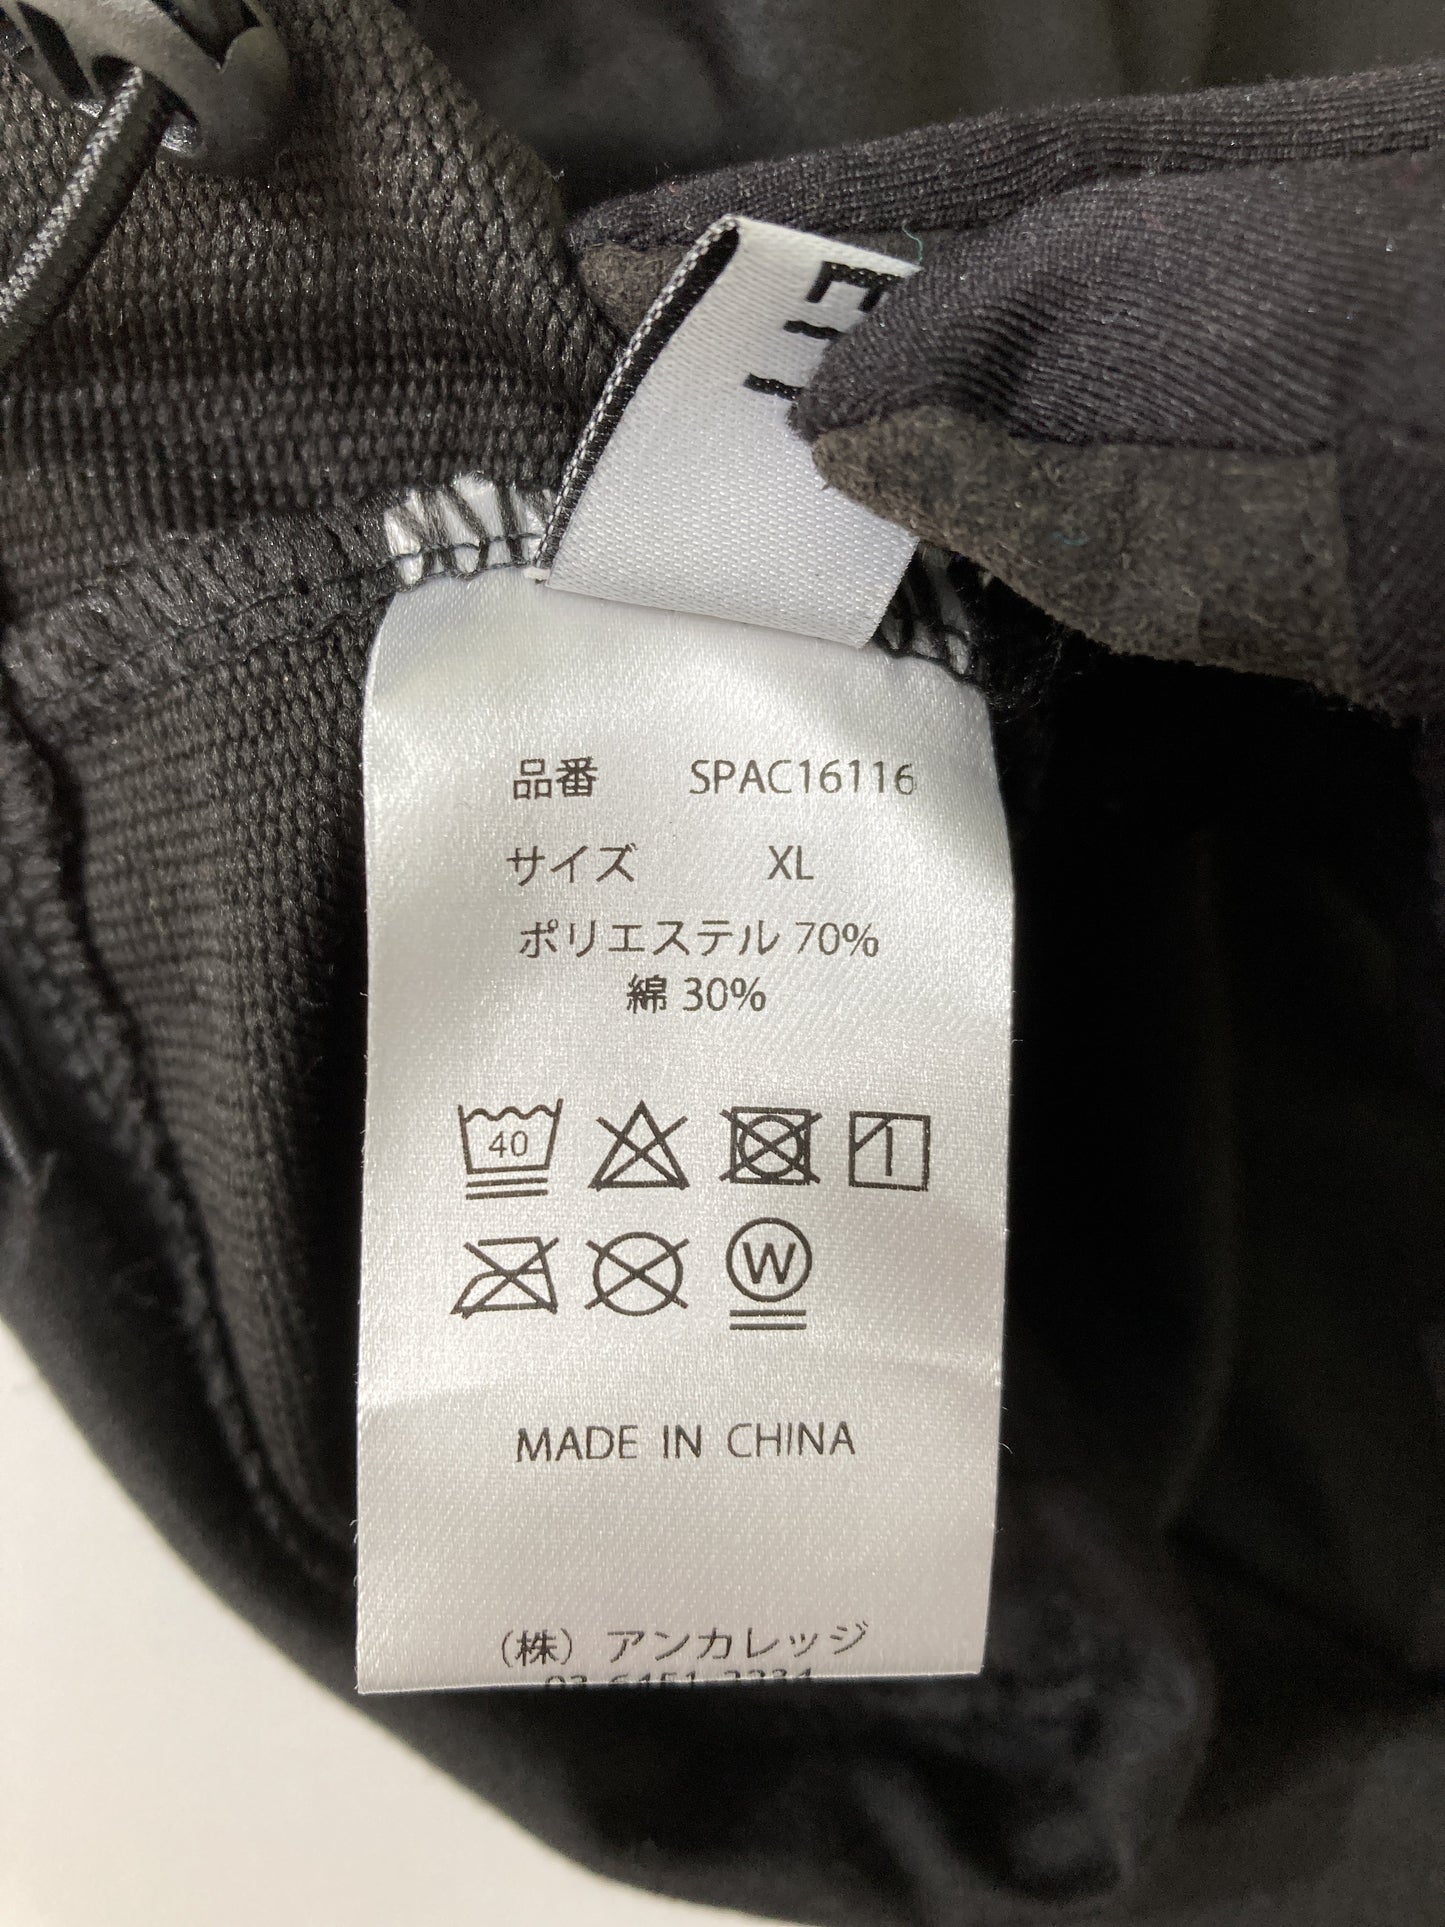 品番 SPAC16116
サイズ XL
ポリエステル 70%
綿 30%
40
1
W
MADE IN CHINA
（株）アンカレッジ